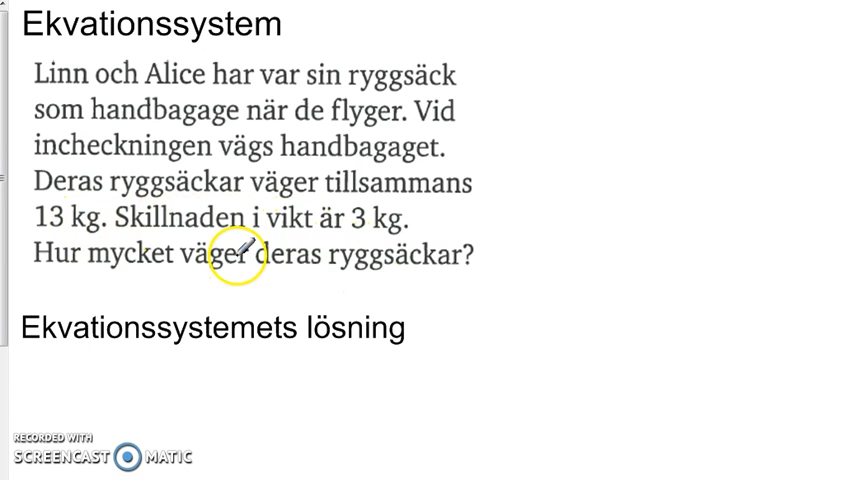 Ekvationssystem
Linn och Alice har var sin ryggsäck
som handbagage när de flyger. Vid
incheckningen vägs handbagaget.
Deras ryggsäckar väger tillsammans
13 kg. Skillnaden i vikt är 3 kg.
Hur mycket väger deras ryggsäckar?
Ekvationssystemets lösning
RECORDED WITH
SCREENCAST MATIC